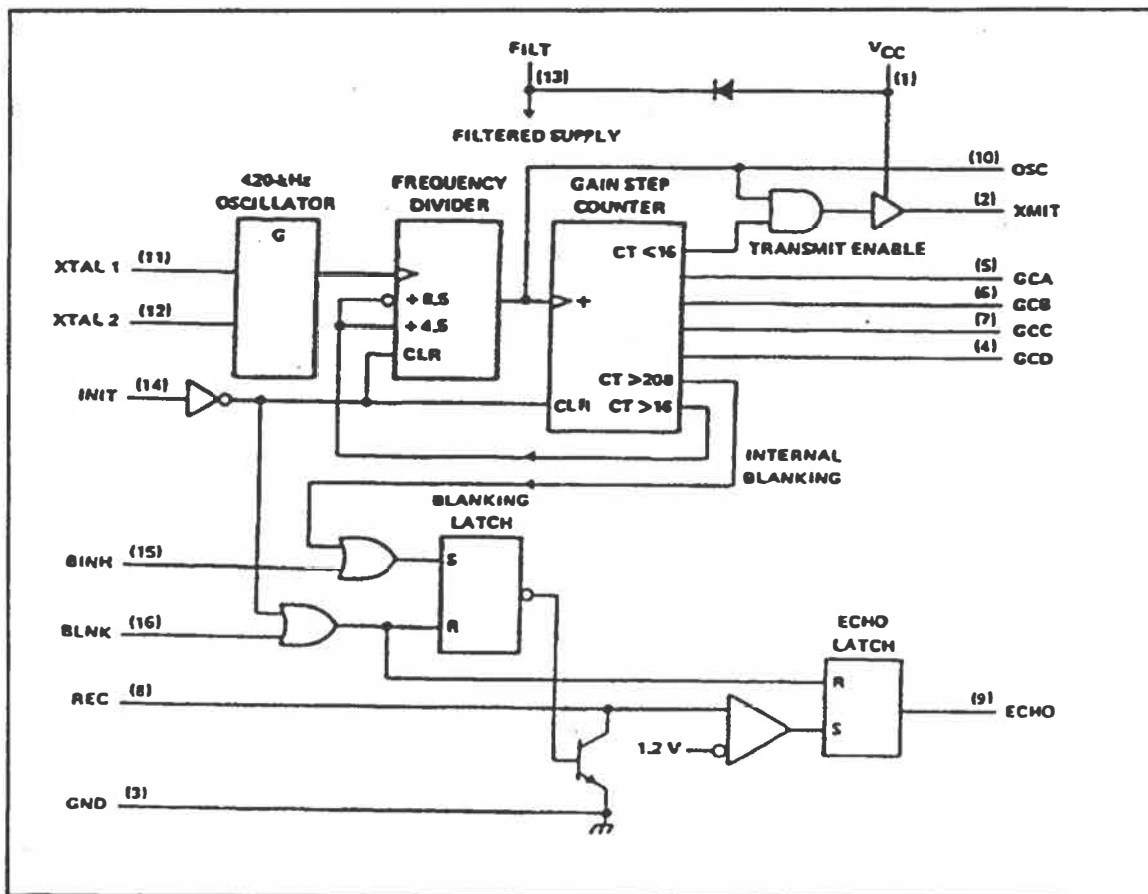 FILT
VCC
(13)
(1)
FILTERED SUPPLY
420-kHz
OSCILLATOR
FREQUENCY
DIVIDER
GAIN STEP
COUNTER
(10)
OSC
G
(2)
XMIT
CT <16
TRANSMIT ENABLE
XTAL 1
(11)
(5)
GCA
÷ 8.5
+
(6)
GCB
XTAL 2
(12)
÷ 4.5
(7)
GCC
CLR
(4)
GCD
CT >208
INIT
(14)
CLR
CT >16
INTERNAL
BLANKING
BLANKING
LATCH
BINH
(15)
S
BLNK
(16)
R
ECHO
LATCH
REC
(8)
R
(9)
ECHO
1.2 V
S
GND
(3)